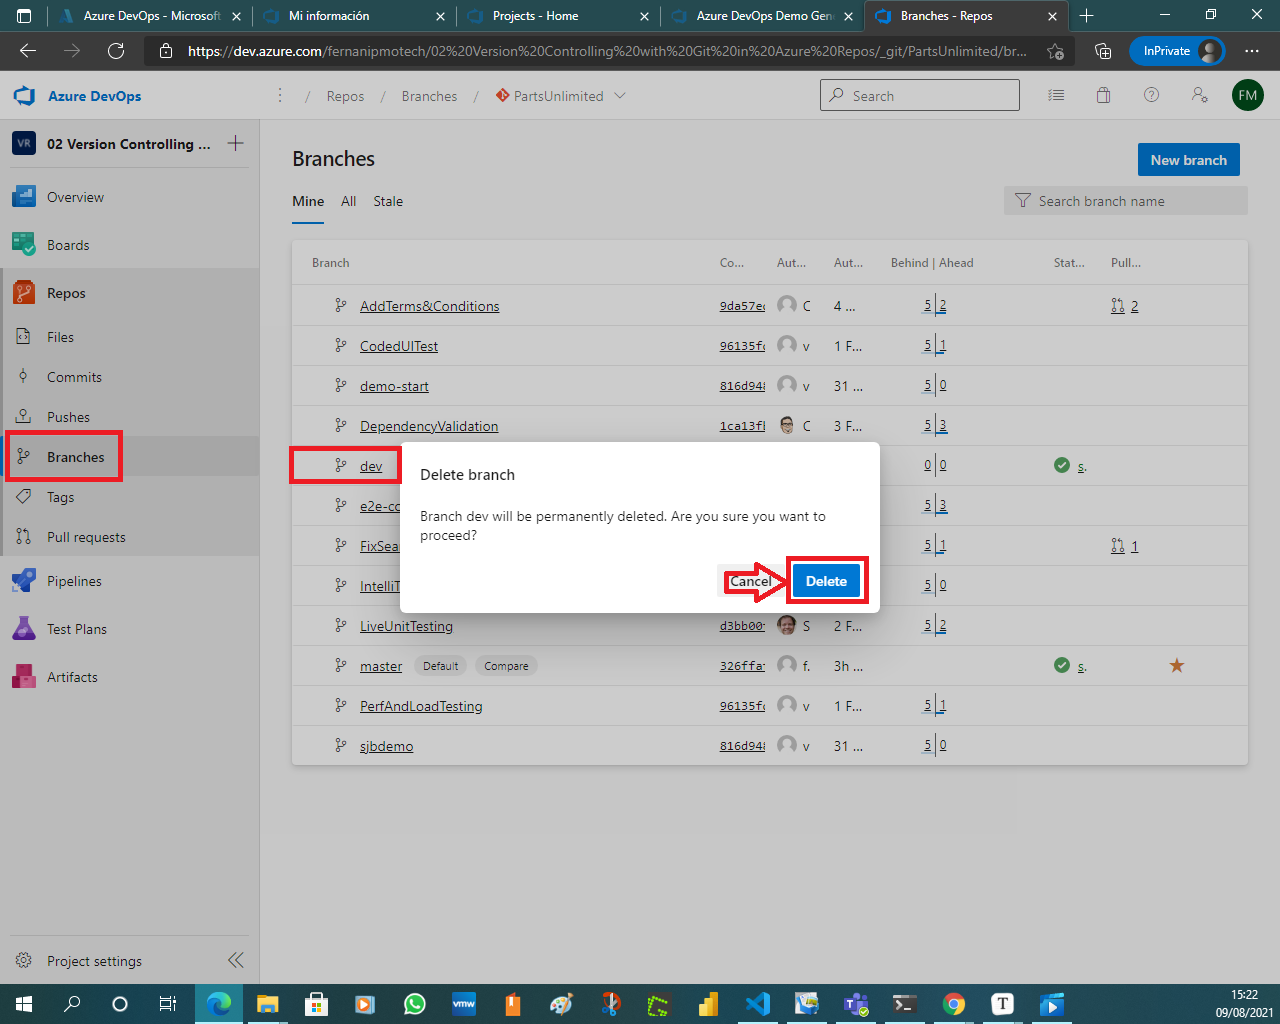 Azure DevOps - Microsoft
Mi información
Projects - Home
Azure DevOps Demo Gene
Branches - Repos
https://dev.azure.com/fernanipmotech/02%20Version%20Controlling%20with%20Git%20in%20Azure%20Repos/_git/PartsUnlimited/br...
InPrivate
Azure DevOps
/ Repos / Branches / PartsUnlimited
Search
FM
VR 02 Version Controlling ...
Overview
Boards
Repos
Files
Commits
Pushes
Branches
Tags
Pull requests
Pipelines
Test Plans
Artifacts
Project settings
Branches
New branch
Mine All Stale
Search branch name
Branch Co... Aut... Aut... Behind | Ahead Stat... Pull...
AddTerms&Conditions 9da57e C 4 ... 5 2 2
CodedUITest 96135f v 1 F... 5 1
demo-start 816d94 v 31 ... 5 0
DependencyValidation 1ca13f C 3 F... 5 3
dev 0 0 s.
e2e-co 5 3
FixSea 5 1 1
IntelliT 5 0
LiveUnitTesting d3bb00 S 2 F... 5 2
master Default Compare 326ffa f. 3h ... s.
PerfAndLoadTesting 96135f v 1 F... 5 1
sjbdemo 816d94 v 31 ... 5 0
Delete branch
Branch dev will be permanently deleted. Are you sure you want to
proceed?
Cancel
Delete
vmw
T
15:22
09/08/2021